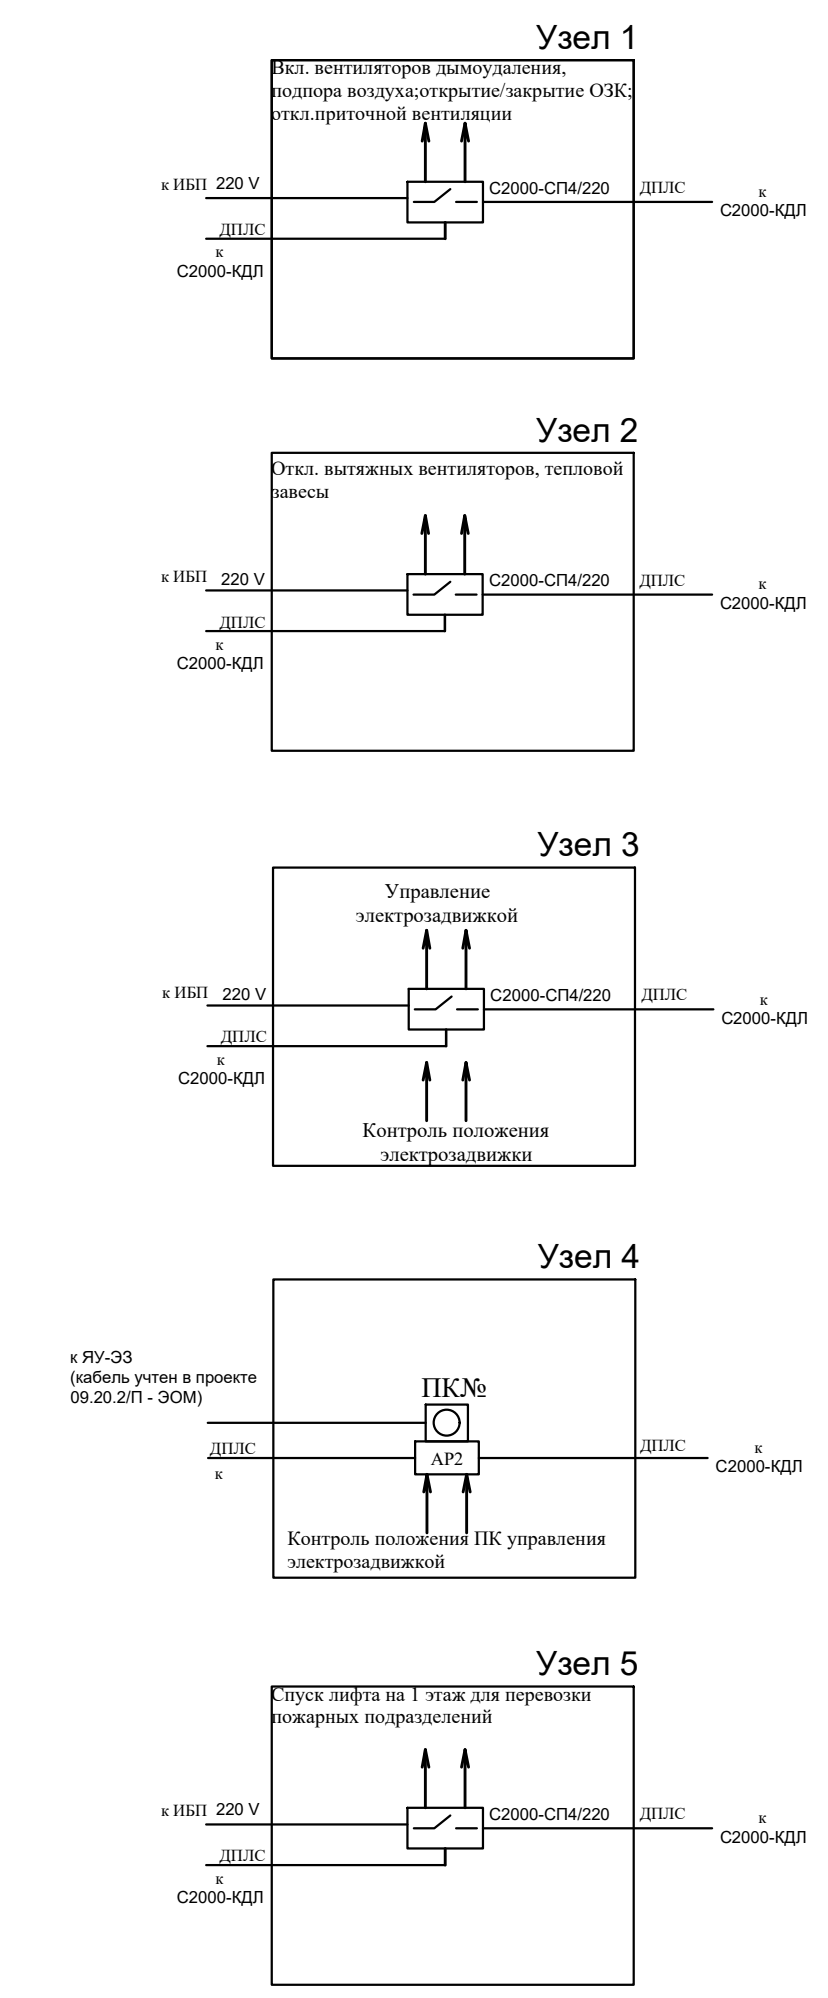 Узел 1
Вкл. вентиляторов дымоудаления,
подпора воздуха;открытие/закрытие ОЗК;
откл.приточной вентиляции
к ИБП 220 V
С2000-СП4/220
ДПЛС
к
С2000-КДЛ
ДПЛС
к
С2000-КДЛ
Узел 2
Откл. вытяжных вентиляторов, тепловой
завесы
к ИБП 220 V
С2000-СП4/220
ДПЛС
к
С2000-КДЛ
ДПЛС
к
С2000-КДЛ
Узел 3
Управление
электрозадвижкой
к ИБП 220 V
С2000-СП4/220
ДПЛС
к
С2000-КДЛ
ДПЛС
к
С2000-КДЛ
Контроль положения
электрозадвижки
Узел 4
к ЯУ-ЭЗ
(кабель учтен в проекте
09.20.2/П - ЭОМ)
ПК№
ДПЛС
к
АР2
ДПЛС
к
С2000-КДЛ
Контроль положения ПК управления
электрозадвижкой
Узел 5
Спуск лифта на 1 этаж для перевозки
пожарных подразделений
к ИБП 220 V
С2000-СП4/220
ДПЛС
к
С2000-КДЛ
ДПЛС
к
С2000-КДЛ